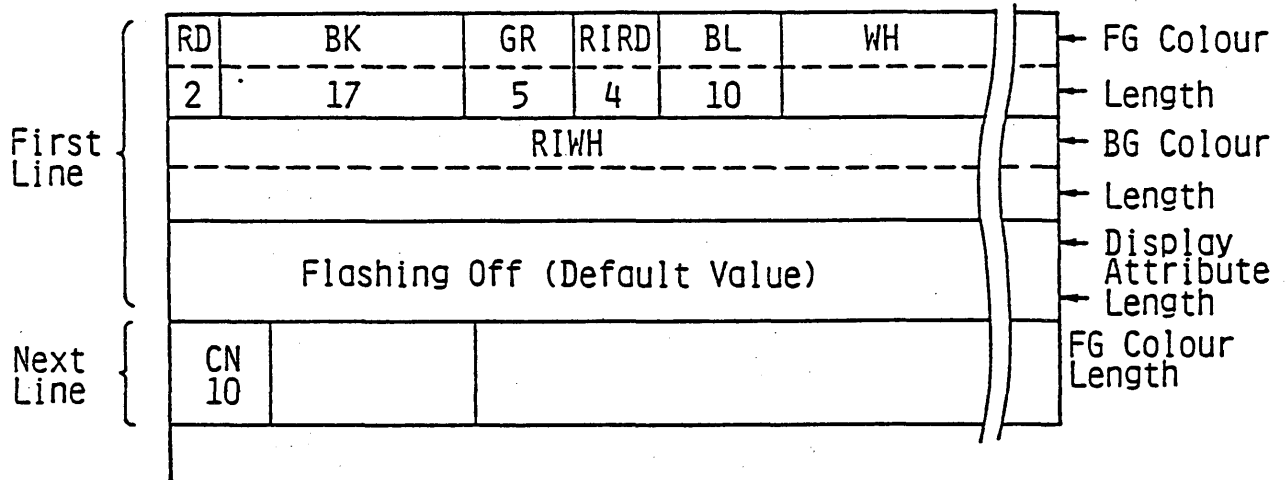 RD BK GR RIRD BL WH FG Colour
2 17 5 4 10 Length
First
Line
RIWH BG Colour
Length
Flashing Off (Default Value)
Display
Attribute
Length
Next
Line
CN
10
FG Colour
Length